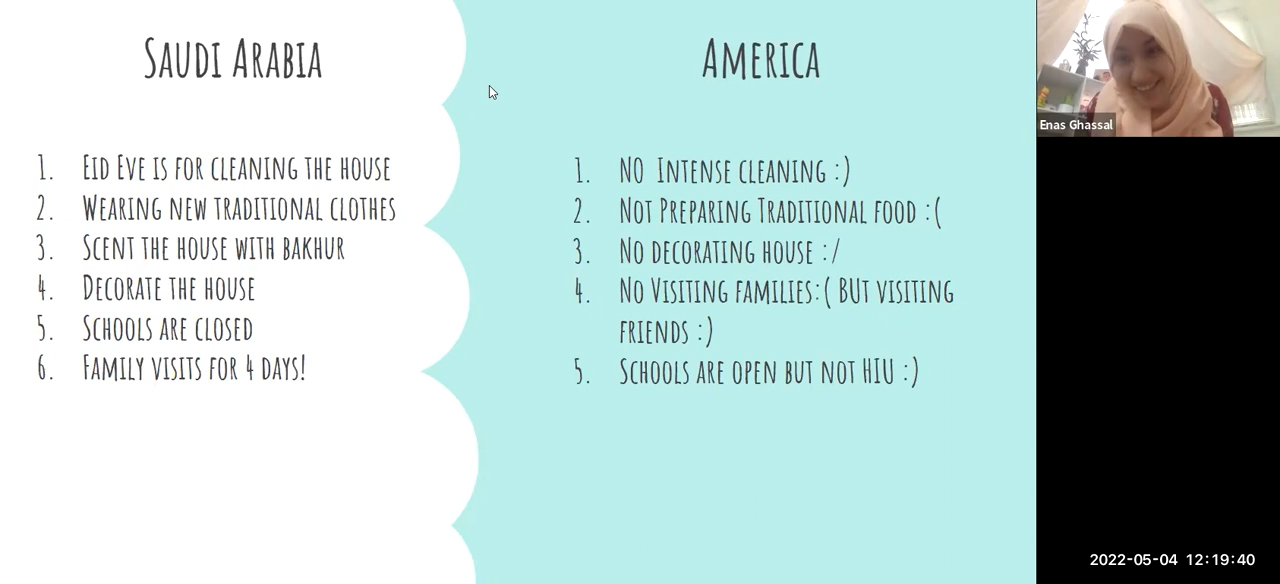 Saudi Arabia
1. Eid Eve is for cleaning the house
2. Wearing new traditional clothes
3. Scent the house with bakhur
4. Decorate the house
5. Schools are closed
6. Family visits for 4 days!
America
1. NO Intense cleaning :)
2. Not Preparing Traditional food :(
3. No decorating house :/
4. No Visiting families:( BUT visiting
friends :)
5. Schools are open but not HIU :)
Enas Ghassal
2022-05-04 12:19:40